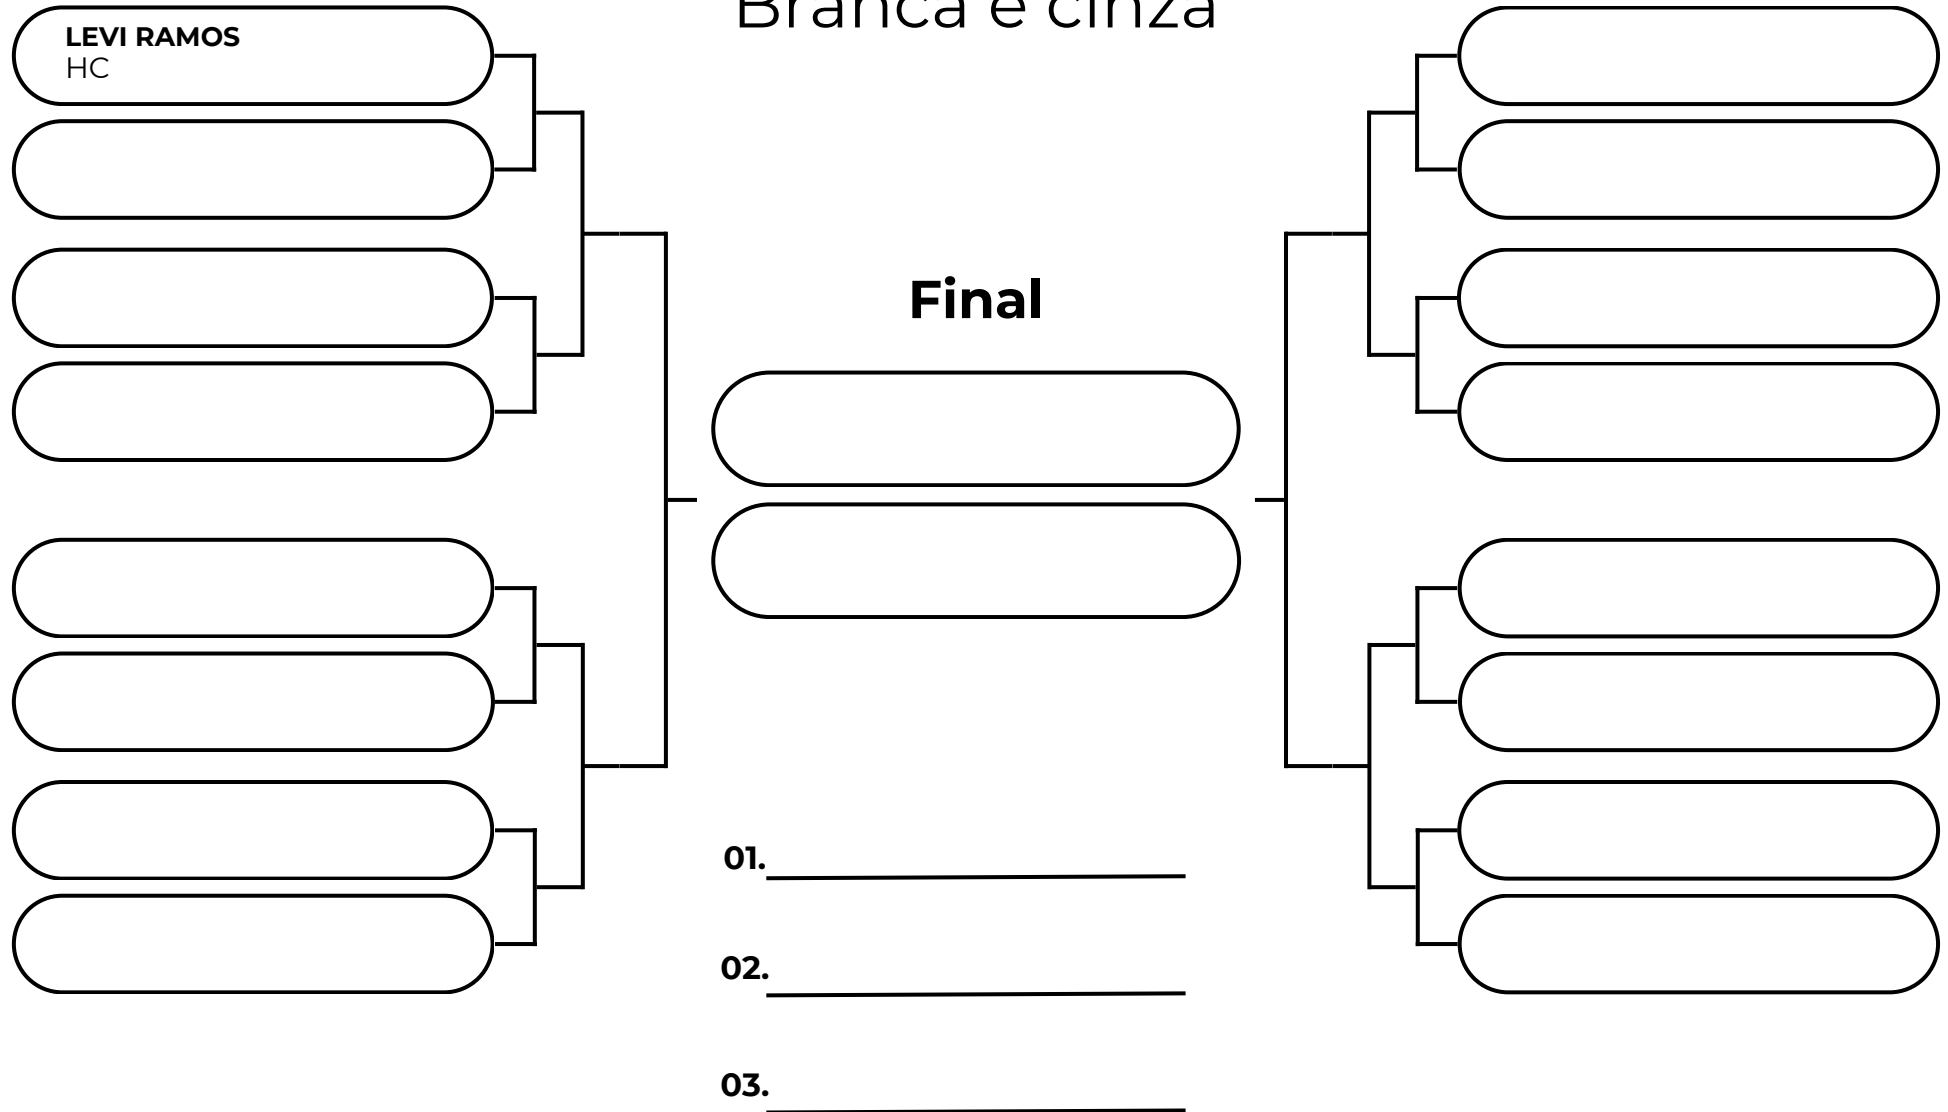 Branca e cinza
LEVI RAMOS
HC
Final
01.
02.
03.